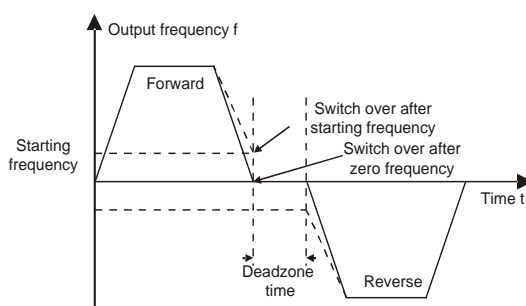 Output frequency f
Forward
Switch over after
starting frequency
Starting
frequency
Switch over after
zero frequency
Time t
Deadzone
time
Reverse